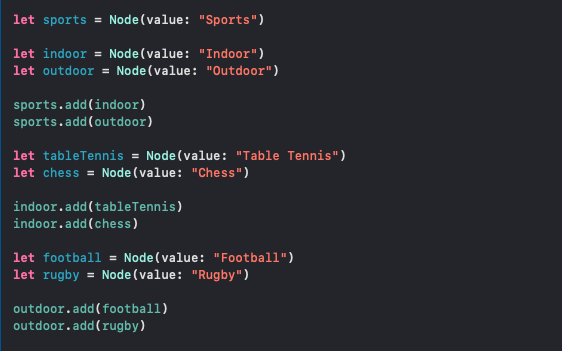 let sports = Node(value: "Sports")
let indoor = Node(value: "Indoor")
let outdoor = Node(value: "Outdoor")
sports.add(indoor)
sports.add(outdoor)
let tableTennis = Node(value: "Table Tennis")
let chess = Node(value: "Chess")
indoor.add(tableTennis)
indoor.add(chess)
let football = Node(value: "Football")
let rugby = Node(value: "Rugby")
outdoor.add(football)
outdoor.add(rugby)